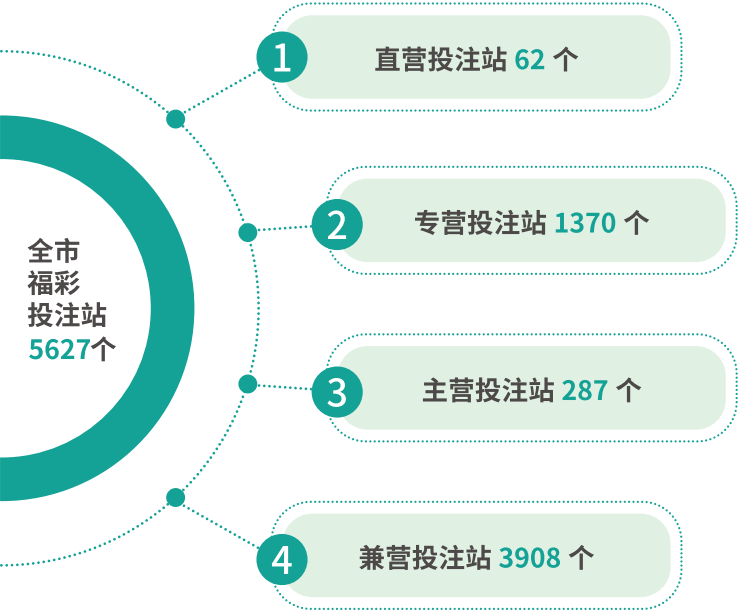 全市
福彩
投注站
5627个
1
直营投注站 62 个
2
专营投注站 1370 个
3
主营投注站 287 个
4
兼营投注站 3908 个